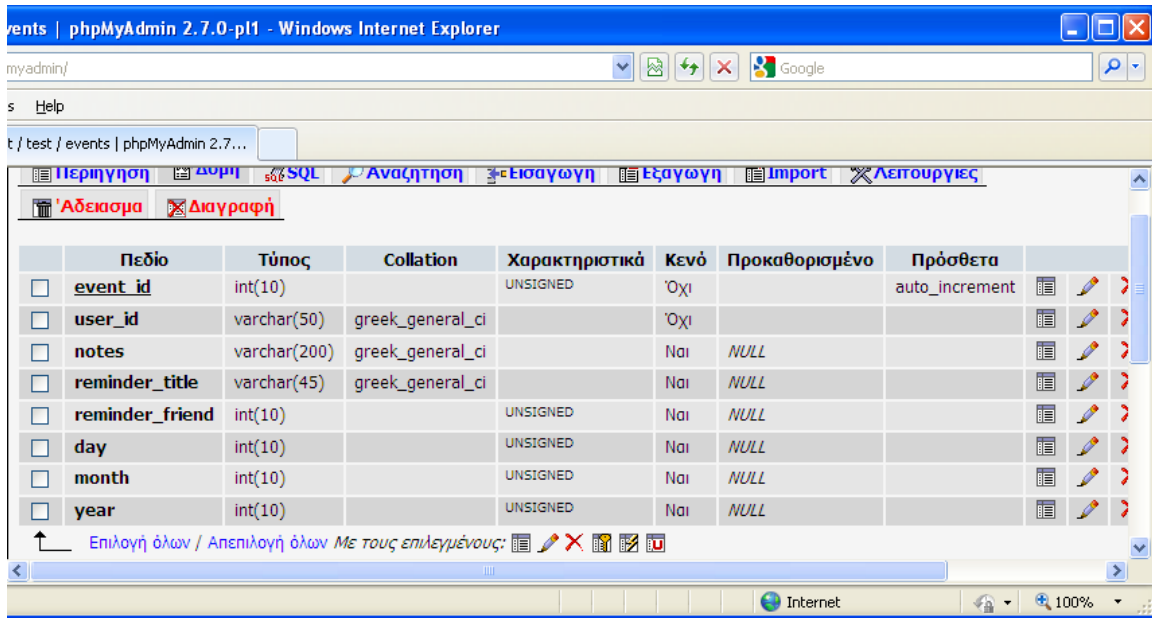 vents | phpMyAdmin 2.7.0-pl1 - Windows Internet Explorer
myadmin/ Google
s Help
t / test / events | phpMyAdmin 2.7...
Περιήγηση Δομή SQL Αναζήτηση Εισαγωγή Εξαγωγή Import Λειτουργίες
'Αδειασμα Διαγραφή
Πεδίο Τύπος Collation Χαρακτηριστικά Κενό Προκαθορισμένο Πρόσθετα
event_id int(10) UNSIGNED Όχι auto_increment
user_id varchar(50) greek_general_ci Όχι
notes varchar(200) greek_general_ci Ναι NULL
reminder_title varchar(45) greek_general_ci Ναι NULL
reminder_friend int(10) UNSIGNED Ναι NULL
day int(10) UNSIGNED Ναι NULL
month int(10) UNSIGNED Ναι NULL
year int(10) UNSIGNED Ναι NULL
Επιλογή όλων / Απεπιλογή όλων Με τους επιλεγμένους:
Internet 100%